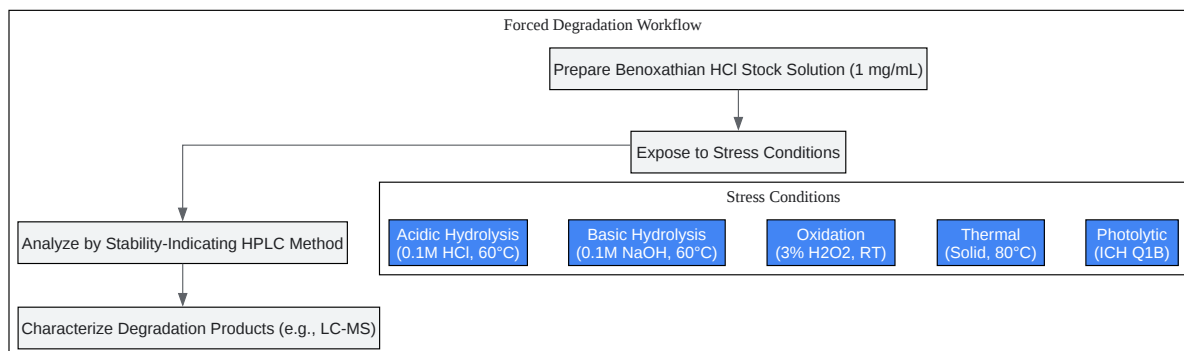 Forced Degradation Workflow
Prepare Benoxathian HCl Stock Solution (1 mg/mL)
Expose to Stress Conditions
Stress Conditions
Analyze by Stability-Indicating HPLC Method
Acidic Hydrolysis
(0.1M HCl, 60°C)
Basic Hydrolysis
(0.1M NaOH, 60°C)
Oxidation
(3% H2O2, RT)
Thermal
(Solid, 80°C)
Photolytic
(ICH Q1B)
Characterize Degradation Products (e.g., LC-MS)